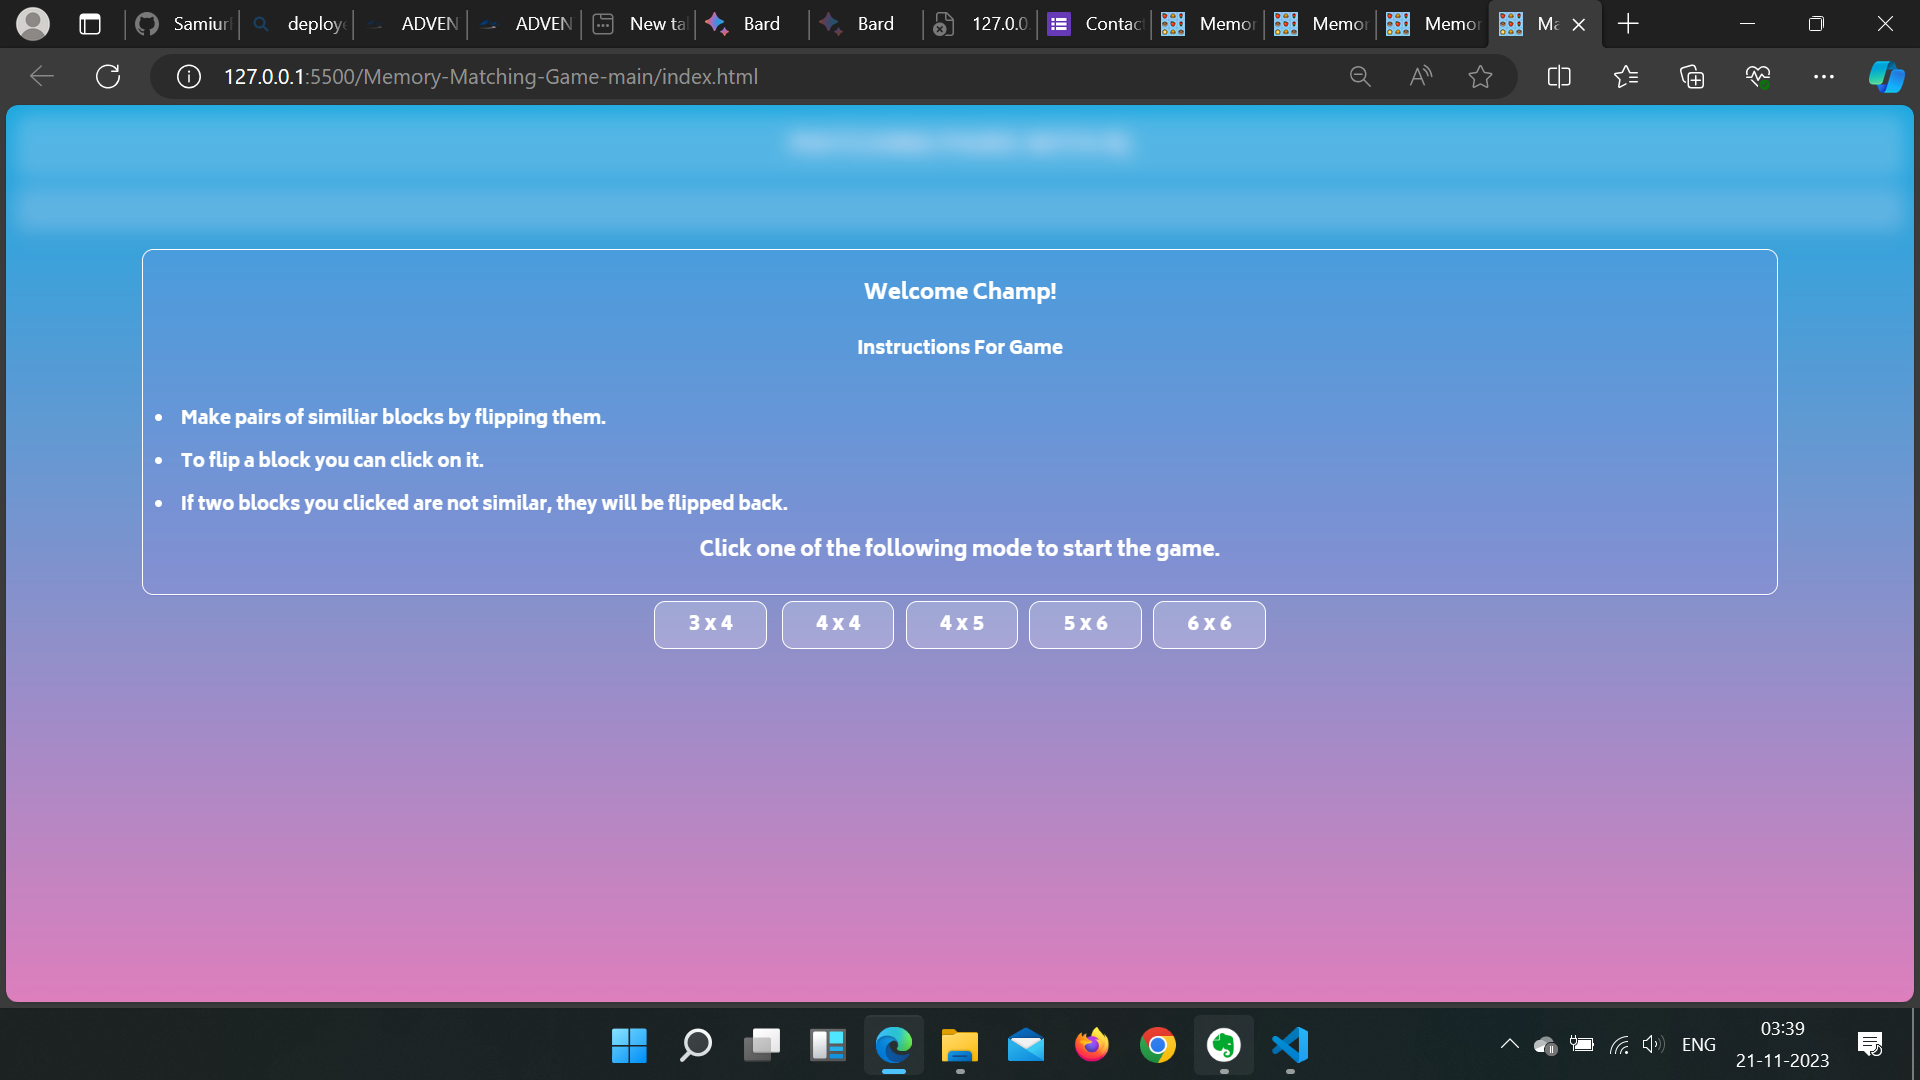 Samiur
deploye
ADVEN
ADVEN
New ta
Bard
Bard
127.0.0.
Contac
Memor
Memor
Memor
Ma
127.0.0.1:5500/Memory-Matching-Game-main/index.html
Welcome Champ!
Instructions For Game
• Make pairs of similiar blocks by flipping them.
• To flip a block you can click on it.
• If two blocks you clicked are not similar, they will be flipped back.
Click one of the following mode to start the game.
3 x 4
4 x 4
4 x 5
5 x 6
6 x 6
ENG
03:39
21-11-2023